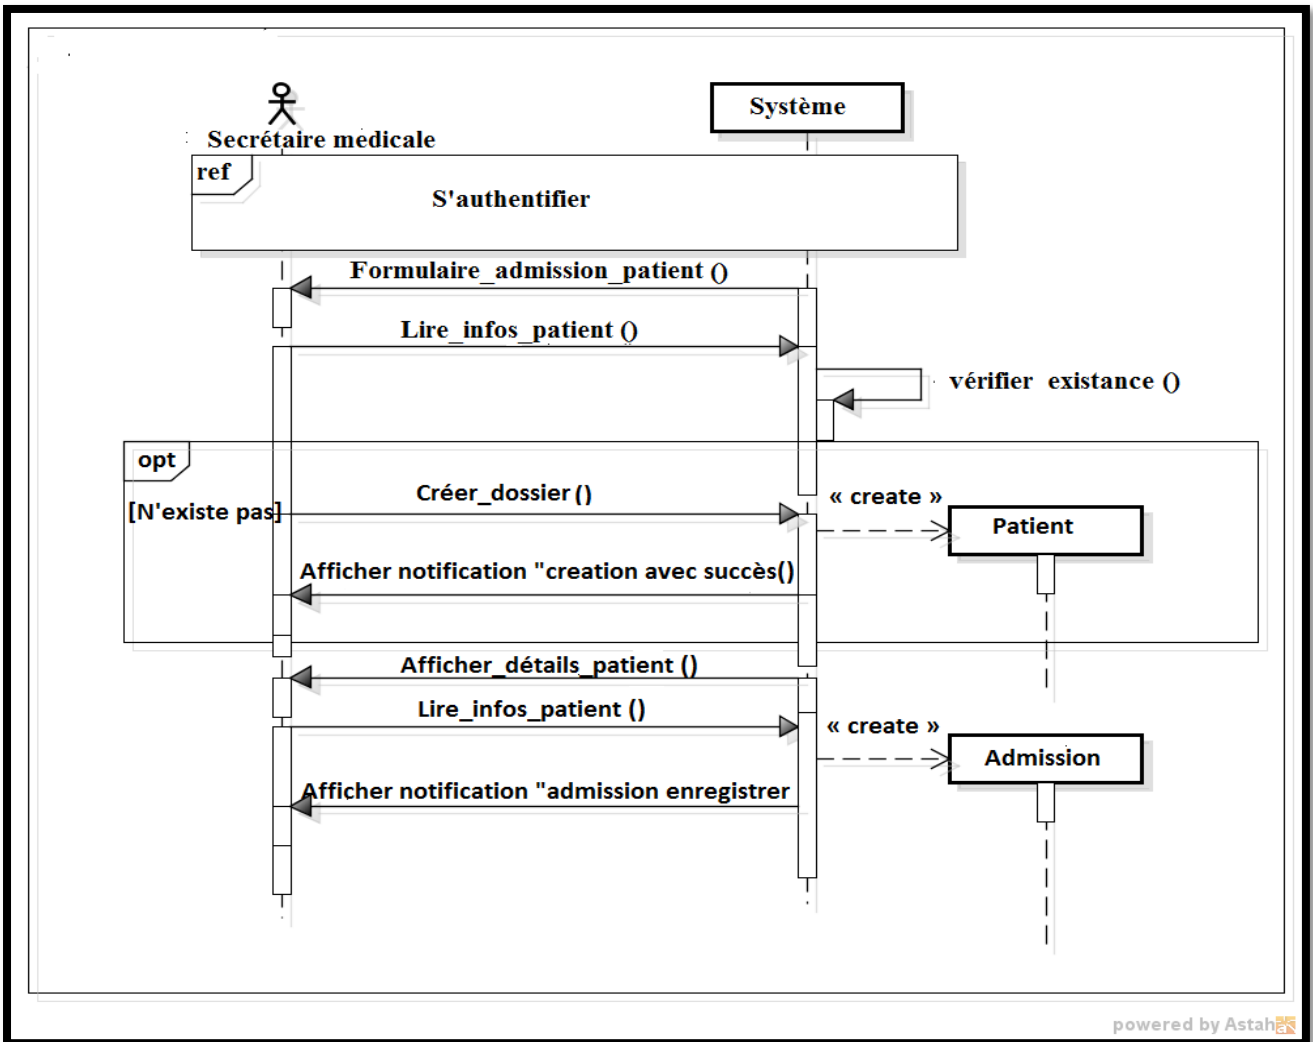 Système
Secrétaire médicale
ref
S'authentifier
Formulaire_admission_patient ()
Lire_infos_patient ()
vérifier existance ()
opt
Créer_dossier ()
« create »
[N'existe pas]
Patient
Afficher notification "creation avec succès()
Afficher_détails_patient ()
Lire_infos_patient ()
« create »
Admission
Afficher notification "admission enregistrer
powered by Astah